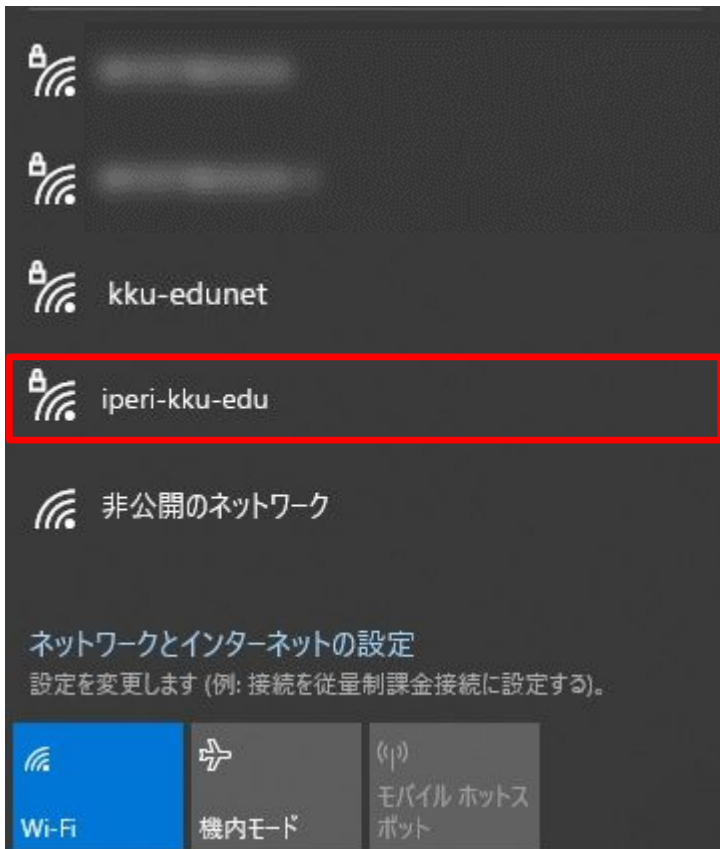 kku-edunet
iperi-kku-edu
非公開のネットワーク
ネットワークとインターネットの設定
設定を変更します (例: 接続を従量制課金接続に設定する)。
Wi-Fi
機内モード
モバイル ホットス
ポット